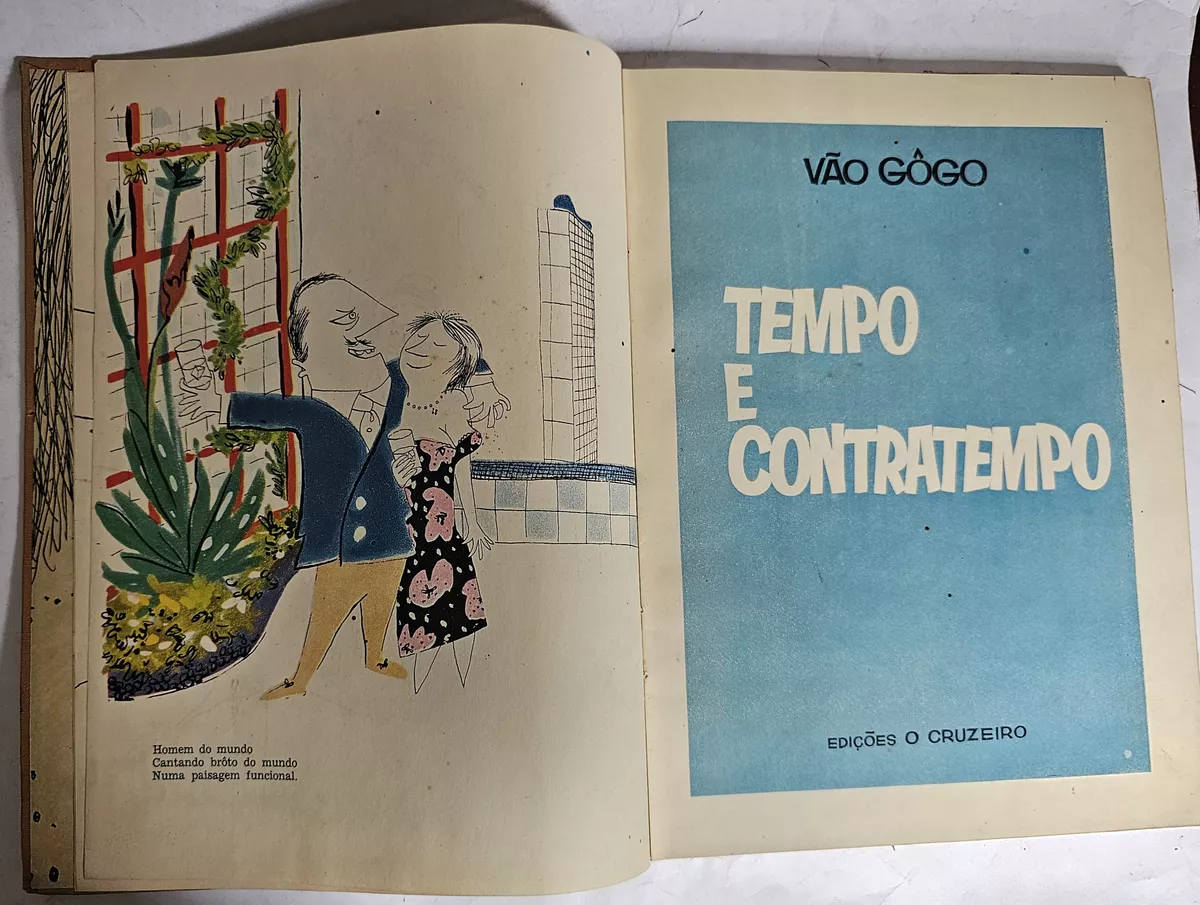 Homem do mundo
Cantando brôto do mundo
Numa paisagem funcional.
VÃO GÔGO
TEMPO
E
CONTRATEMPO
EDIÇÕES O CRUZEIRO